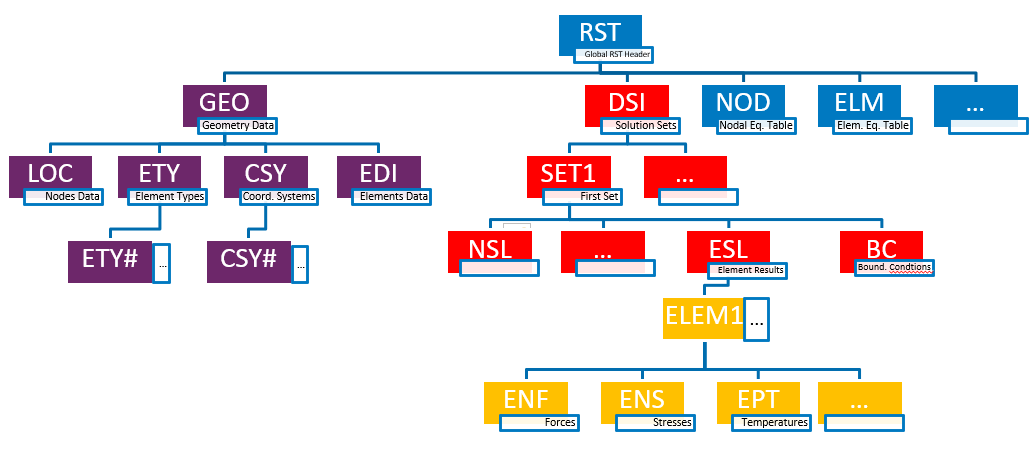 RST
Global RST Header
GEO
Geometry Data
DSI
Solution Sets
NOD
Nodal Eq. Table
ELM
Elem. Eq. Table
...
LOC
Nodes Data
ETY
Element Types
CSY
Coord. Systems
EDI
Elements Data
SET1
First Set
...
ETY#
...
CSY#
...
NSL
...
ESL
Element Results
BC
Bound. Condtions
ELEM1
...
ENF
Forces
ENS
Stresses
EPT
Temperatures
...